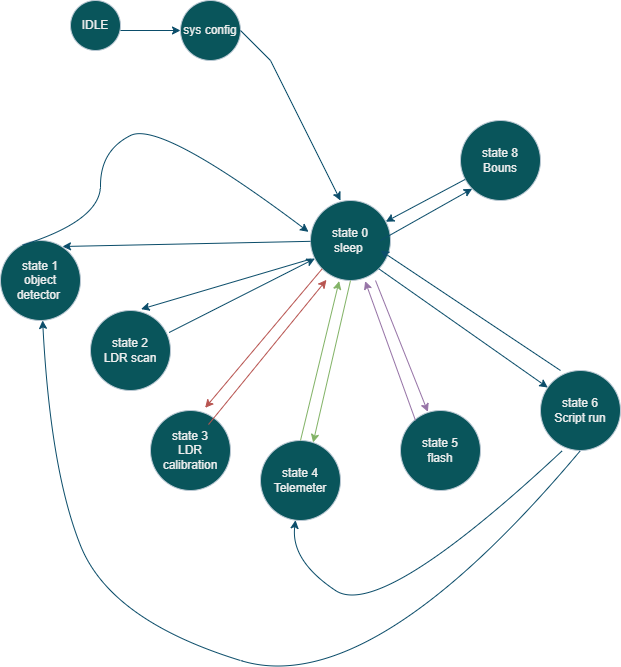 IDLE
sys config
state 8
Bouns
state 0
sleep
state 1
object
detector
state 2
LDR scan
state 6
Script run
state 3
LDR
calibration
state 5
flash
state 4
Telemeter